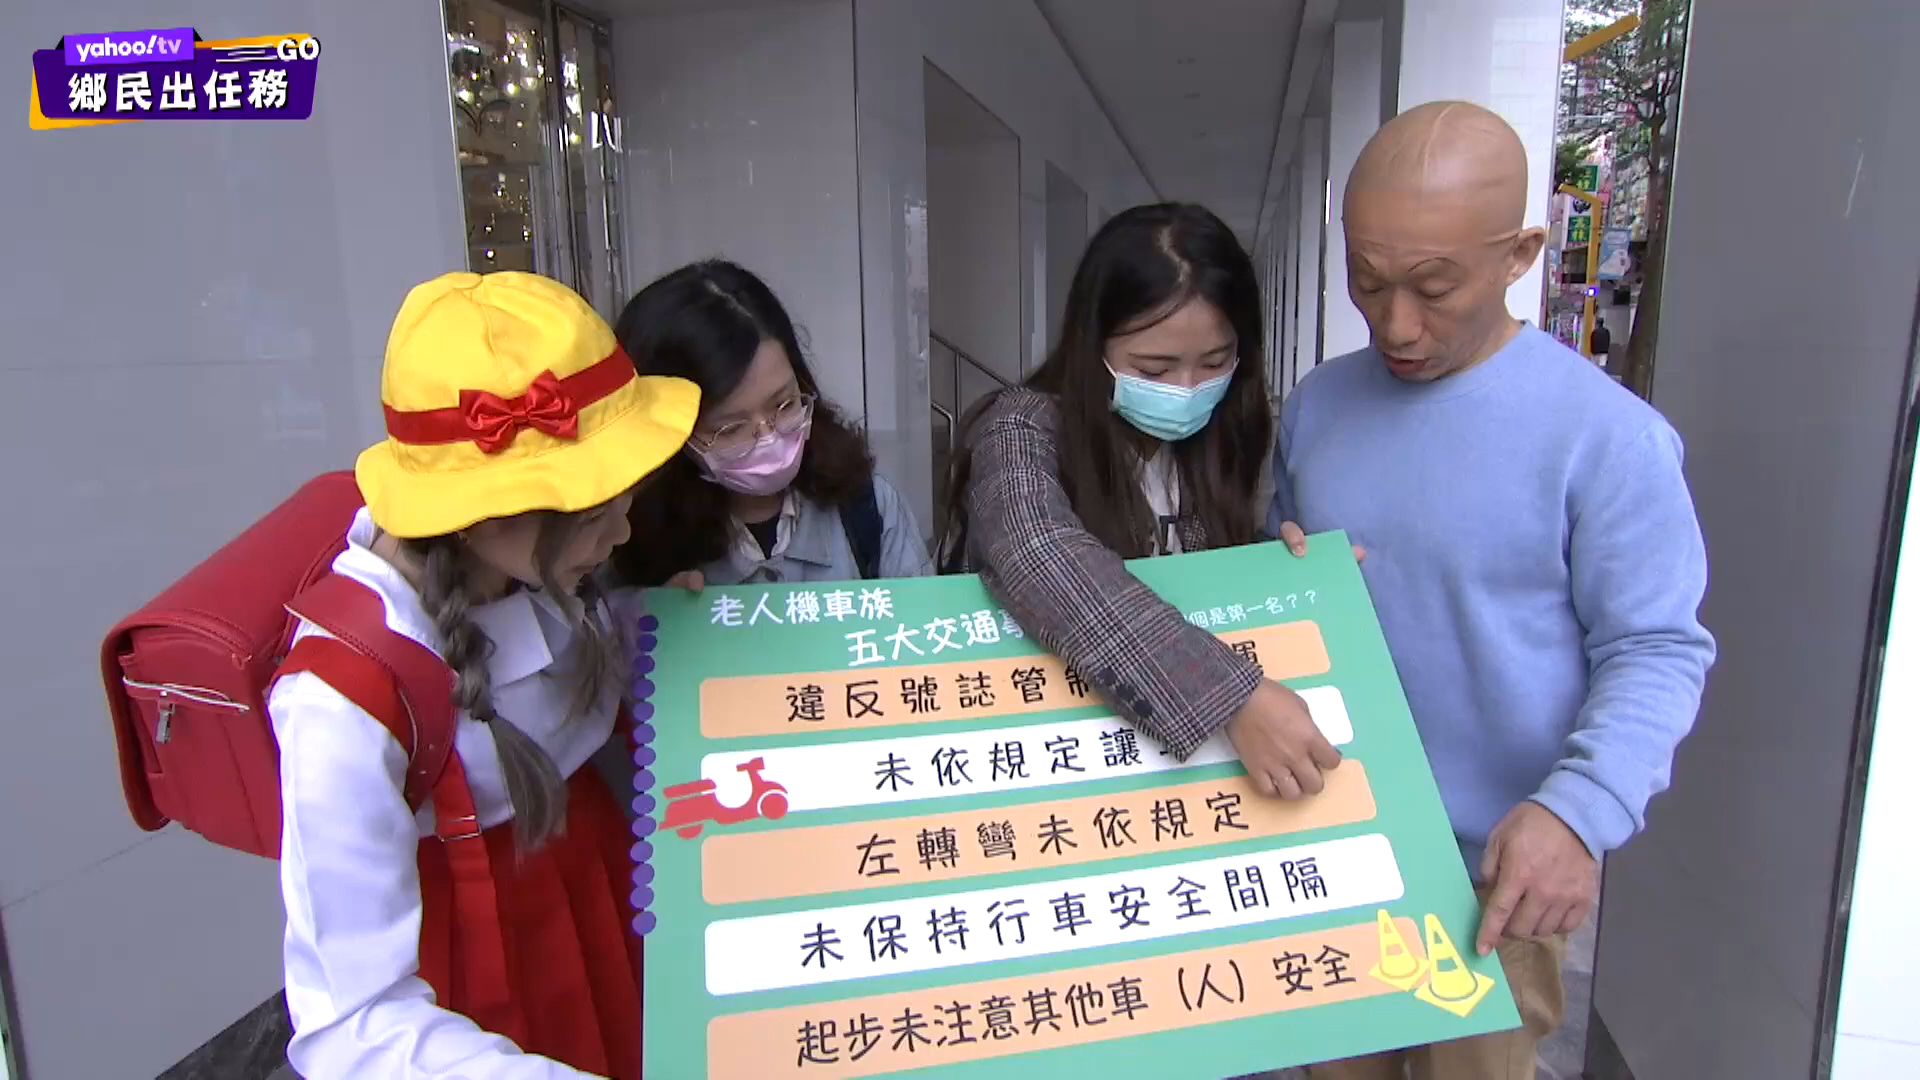 yahoo!tv
GO
鄉民出任務
老人機車族
五大交通
個是第一名??
違反號誌管制
未依規定讓
左轉彎未依規定
未保持行車安全間隔
起步未注意其他車(人)安全